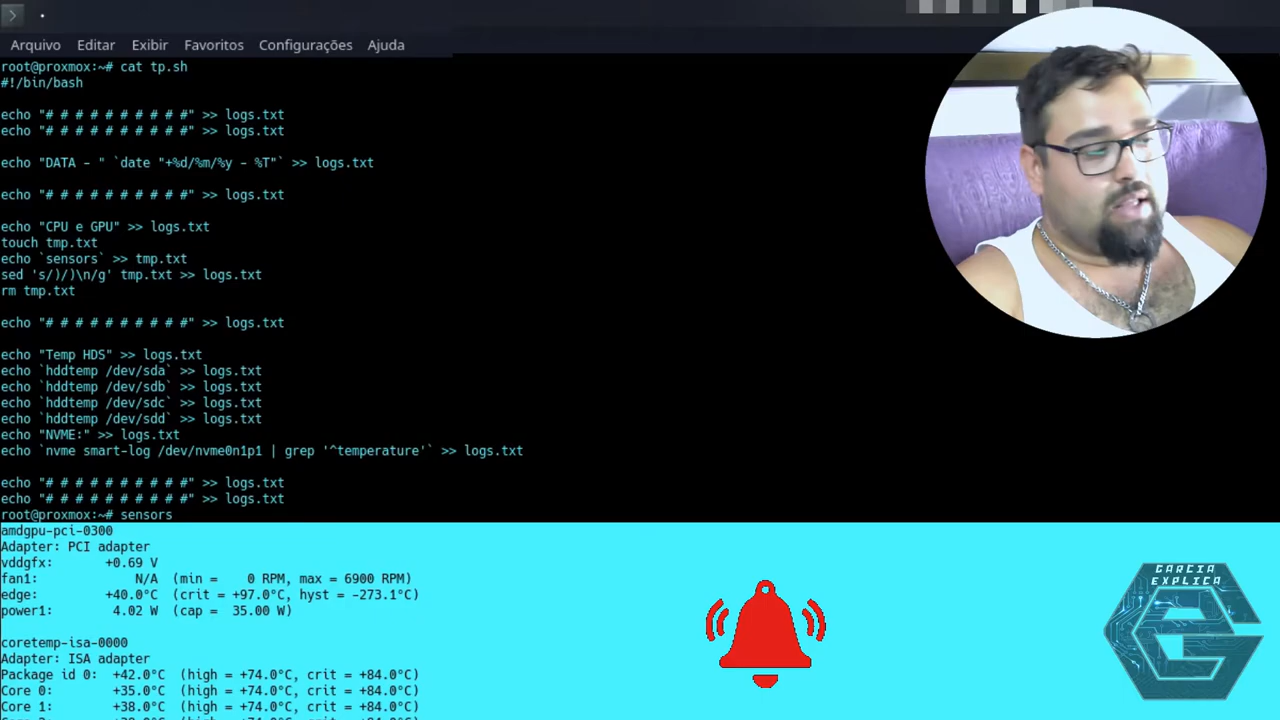 Arquivo Editar Exibir Favoritos Configurações Ajuda
root@proxmox:~# cat tp.sh
#!/bin/bash
echo "# # # # # # # # # #" >> logs.txt
echo "# # # # # # # # # #" >> logs.txt
echo "DATA - " `date "+%d/%m/%y - %T"` >> logs.txt
echo "# # # # # # # # # #" >> logs.txt
echo "CPU e GPU" >> logs.txt
touch tmp.txt
echo `sensors` >> tmp.txt
sed 's/)/)\n/g' tmp.txt >> logs.txt
rm tmp.txt
echo "# # # # # # # # # #" >> logs.txt
echo "Temp HDS" >> logs.txt
echo `hddtemp /dev/sda` >> logs.txt
echo `hddtemp /dev/sdb` >> logs.txt
echo `hddtemp /dev/sdc` >> logs.txt
echo `hddtemp /dev/sdd` >> logs.txt
echo "NVME:" >> logs.txt
echo `nvme smart-log /dev/nvme0n1p1 | grep '^temperature'` >> logs.txt
echo "# # # # # # # # # #" >> logs.txt
echo "# # # # # # # # # #" >> logs.txt
root@proxmox:~# sensors
amdgpu-pci-0300
Adapter: PCI adapter
vddgfx: +0.69 V
fan1: N/A (min = 0 RPM, max = 6900 RPM)
edge: +40.0°C (crit = +97.0°C, hyst = -273.1°C)
power1: 4.02 W (cap = 35.00 W)
coretemp-isa-0000
Adapter: ISA adapter
Package id 0: +42.0°C (high = +74.0°C, crit = +84.0°C)
Core 0: +35.0°C (high = +74.0°C, crit = +84.0°C)
Core 1: +38.0°C (high = +74.0°C, crit = +84.0°C)
GARCIA
EXPLICA